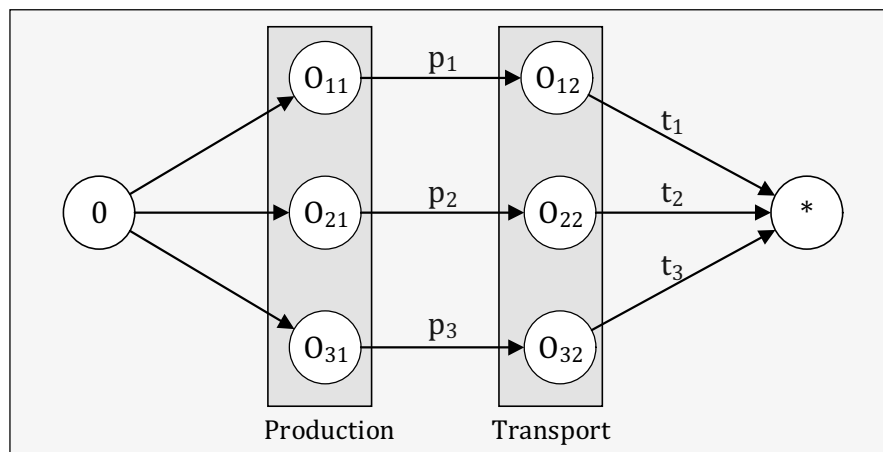 O₁₁ p₁ O₁₂
t₁
0 O₂₁ p₂ O₂₂ t₂ *
t₃
O₃₁ p₃ O₃₂
Production Transport